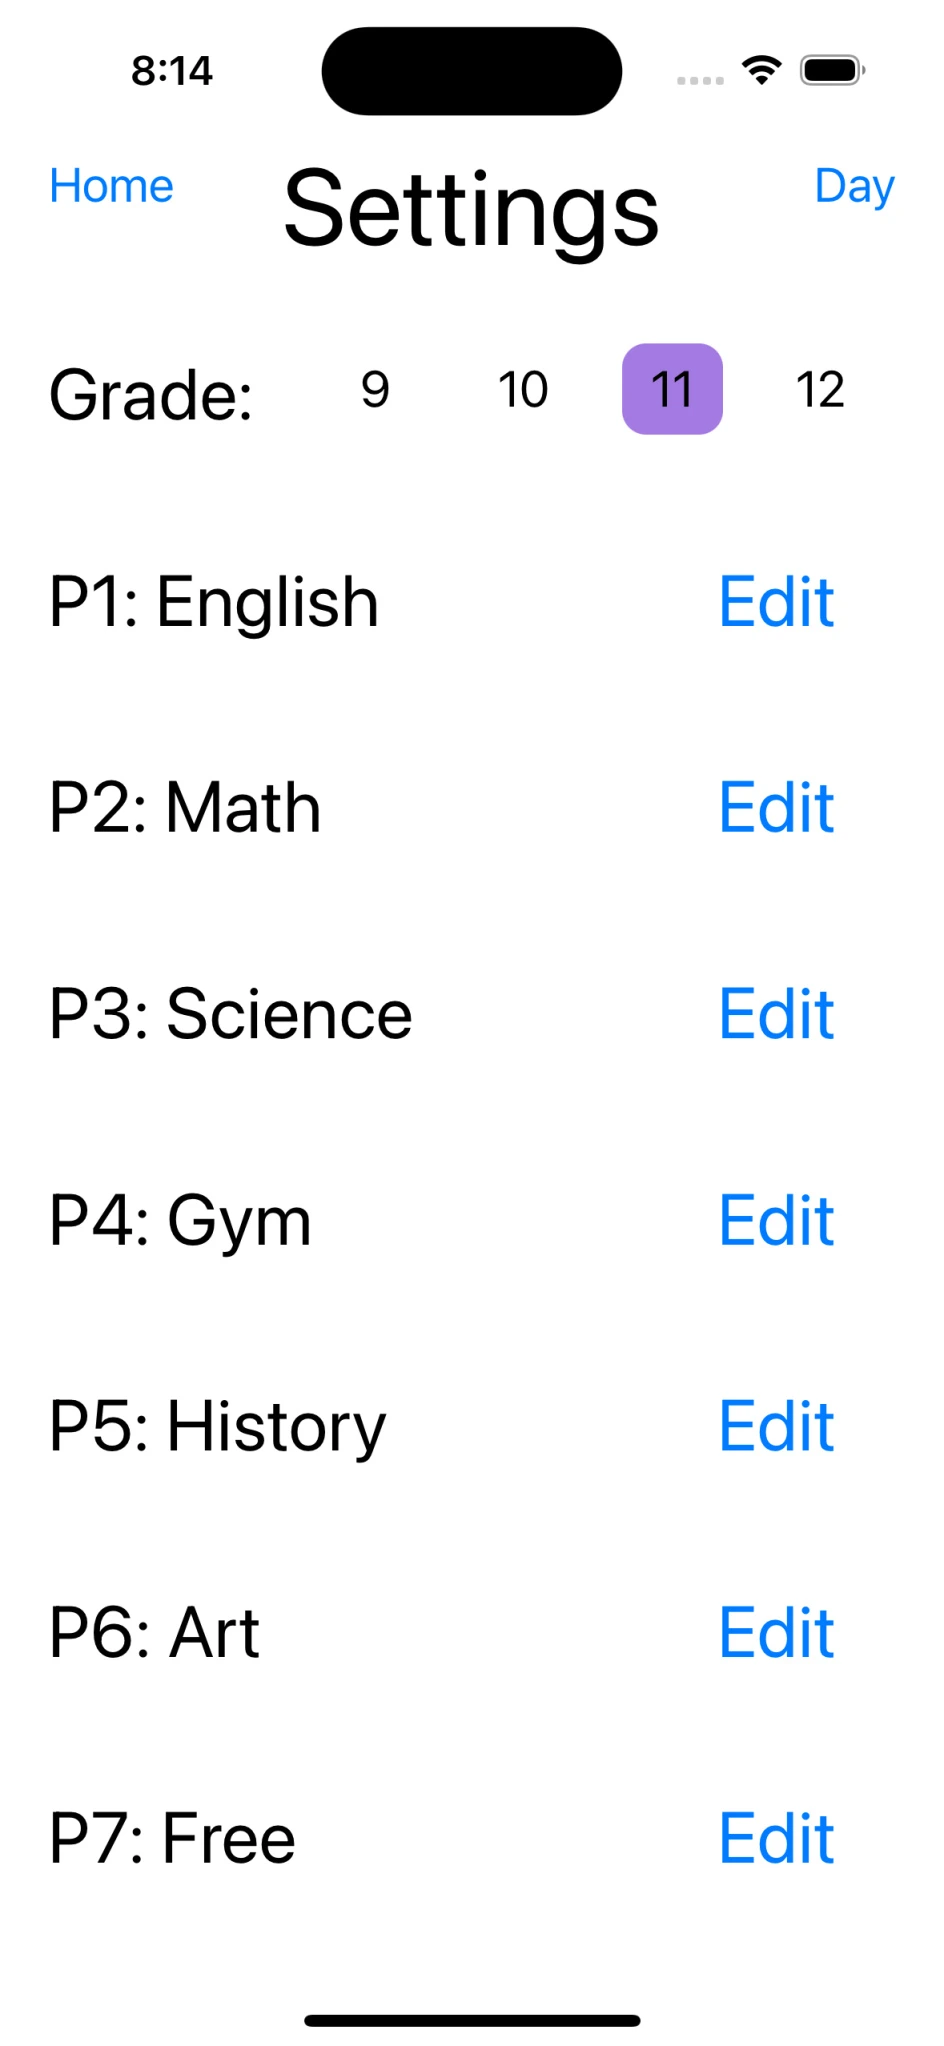 8:14
Home Settings Day
Grade: 9 10 11 12
P1: English Edit
P2: Math Edit
P3: Science Edit
P4: Gym Edit
P5: History Edit
P6: Art Edit
P7: Free Edit